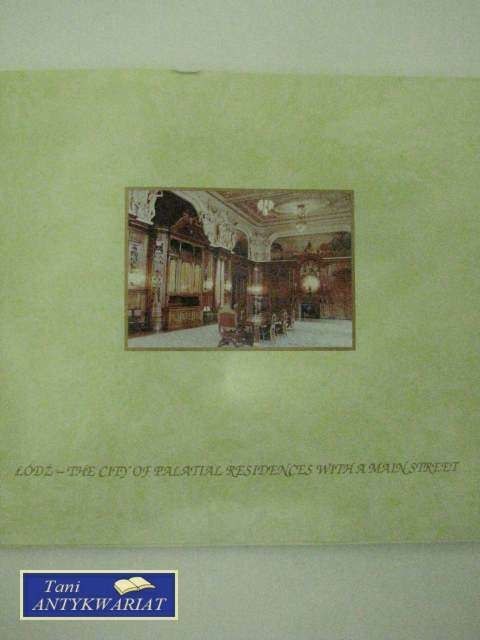 ŁÓDŹ – THE CITY OF PALATIAL RESIDENCES WITH A MAIN STREET
Tani
ANTYKWARIAT